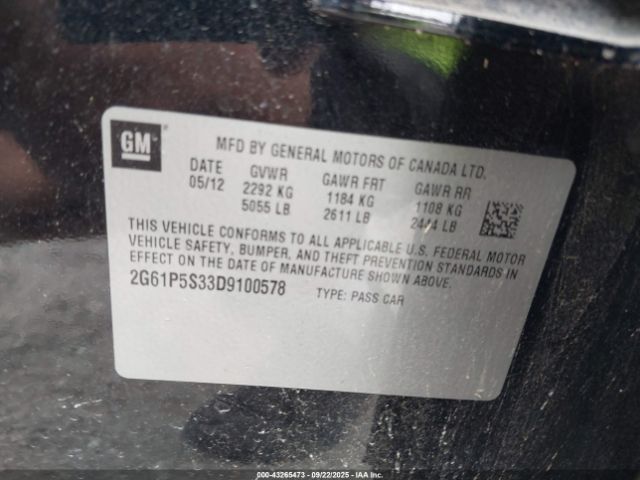 GM
MFD BY GENERAL MOTORS OF CANADA LTD.
DATE GVWR GAWR FRT GAWR RR
05/12 2292 KG 1184 KG 1108 KG
5055 LB 2611 LB 2444 LB
THIS VEHICLE CONFORMS TO ALL APPLICABLE U.S. FEDERAL MOTOR
VEHICLE SAFETY, BUMPER, AND THEFT PREVENTION STANDARDS IN
EFFECT ON THE DATE OF MANUFACTURE SHOWN ABOVE.
2G61P5S33D9100578 TYPE: PASS CAR
© IAA - 43265473 - 09/22/2025 - IAAI.COM